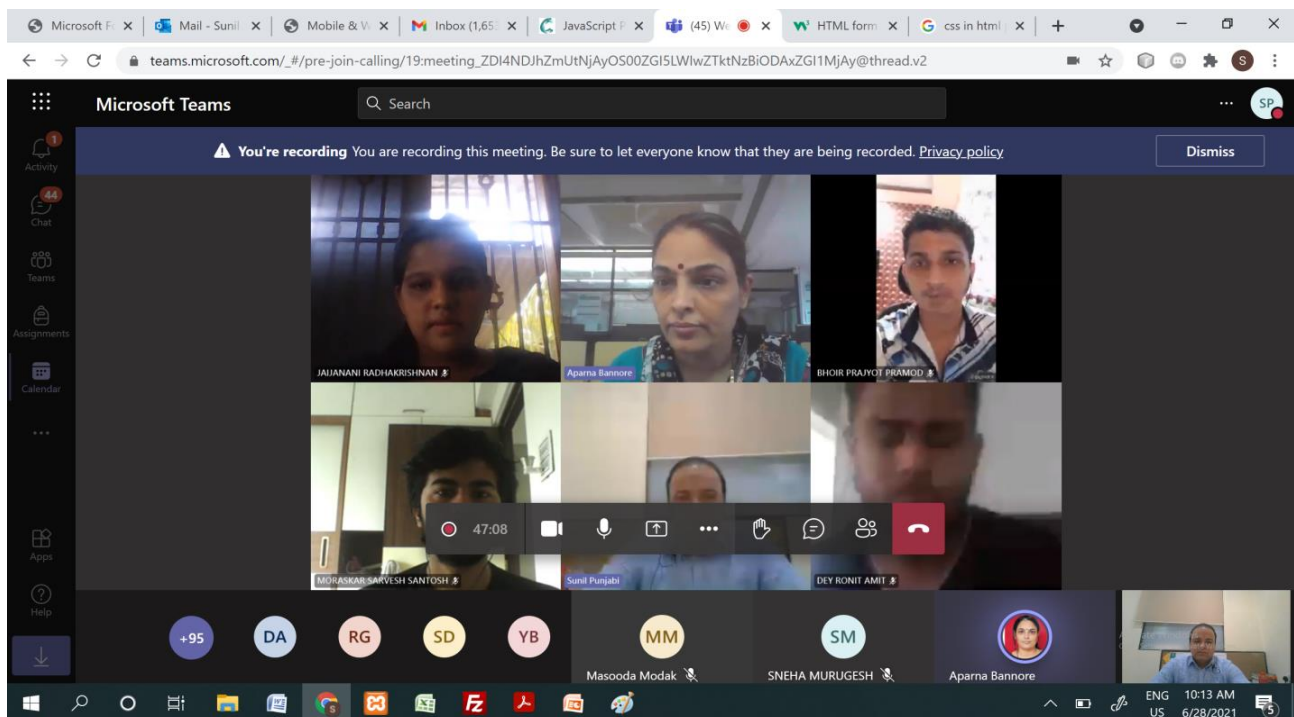 Microsoft Fo
Mail - Sunil
Mobile & W
Inbox (1,655
JavaScript P
(45) We
HTML form
css in html
teams.microsoft.com/_#/pre-join-calling/19:meeting_ZDI4NDJhZmUtNjAyOS00ZGI5LWIwZTktNzBiODAxZGI1MjAy@thread.v2
S
Microsoft Teams
Search
SP
1
Activity
You're recording You are recording this meeting. Be sure to let everyone know that they are being recorded. Privacy policy
Dismiss
44
Chat
Teams
Assignments
Calendar
Apps
Help
JAIJANANI RADHAKRISHNAN
Aparna Bannore
BHOIR PRAJYOT PRAMOD
47:08
MORASKAR SARVESH SANTOSH
Sunil Punjabi
DEY RONIT AMIT
+95
DA
RG
SD
YB
MM
SM
Masooda Modak
SNEHA MURUGESH
Aparna Bannore
ENG
US
10:13 AM
6/28/2021
5